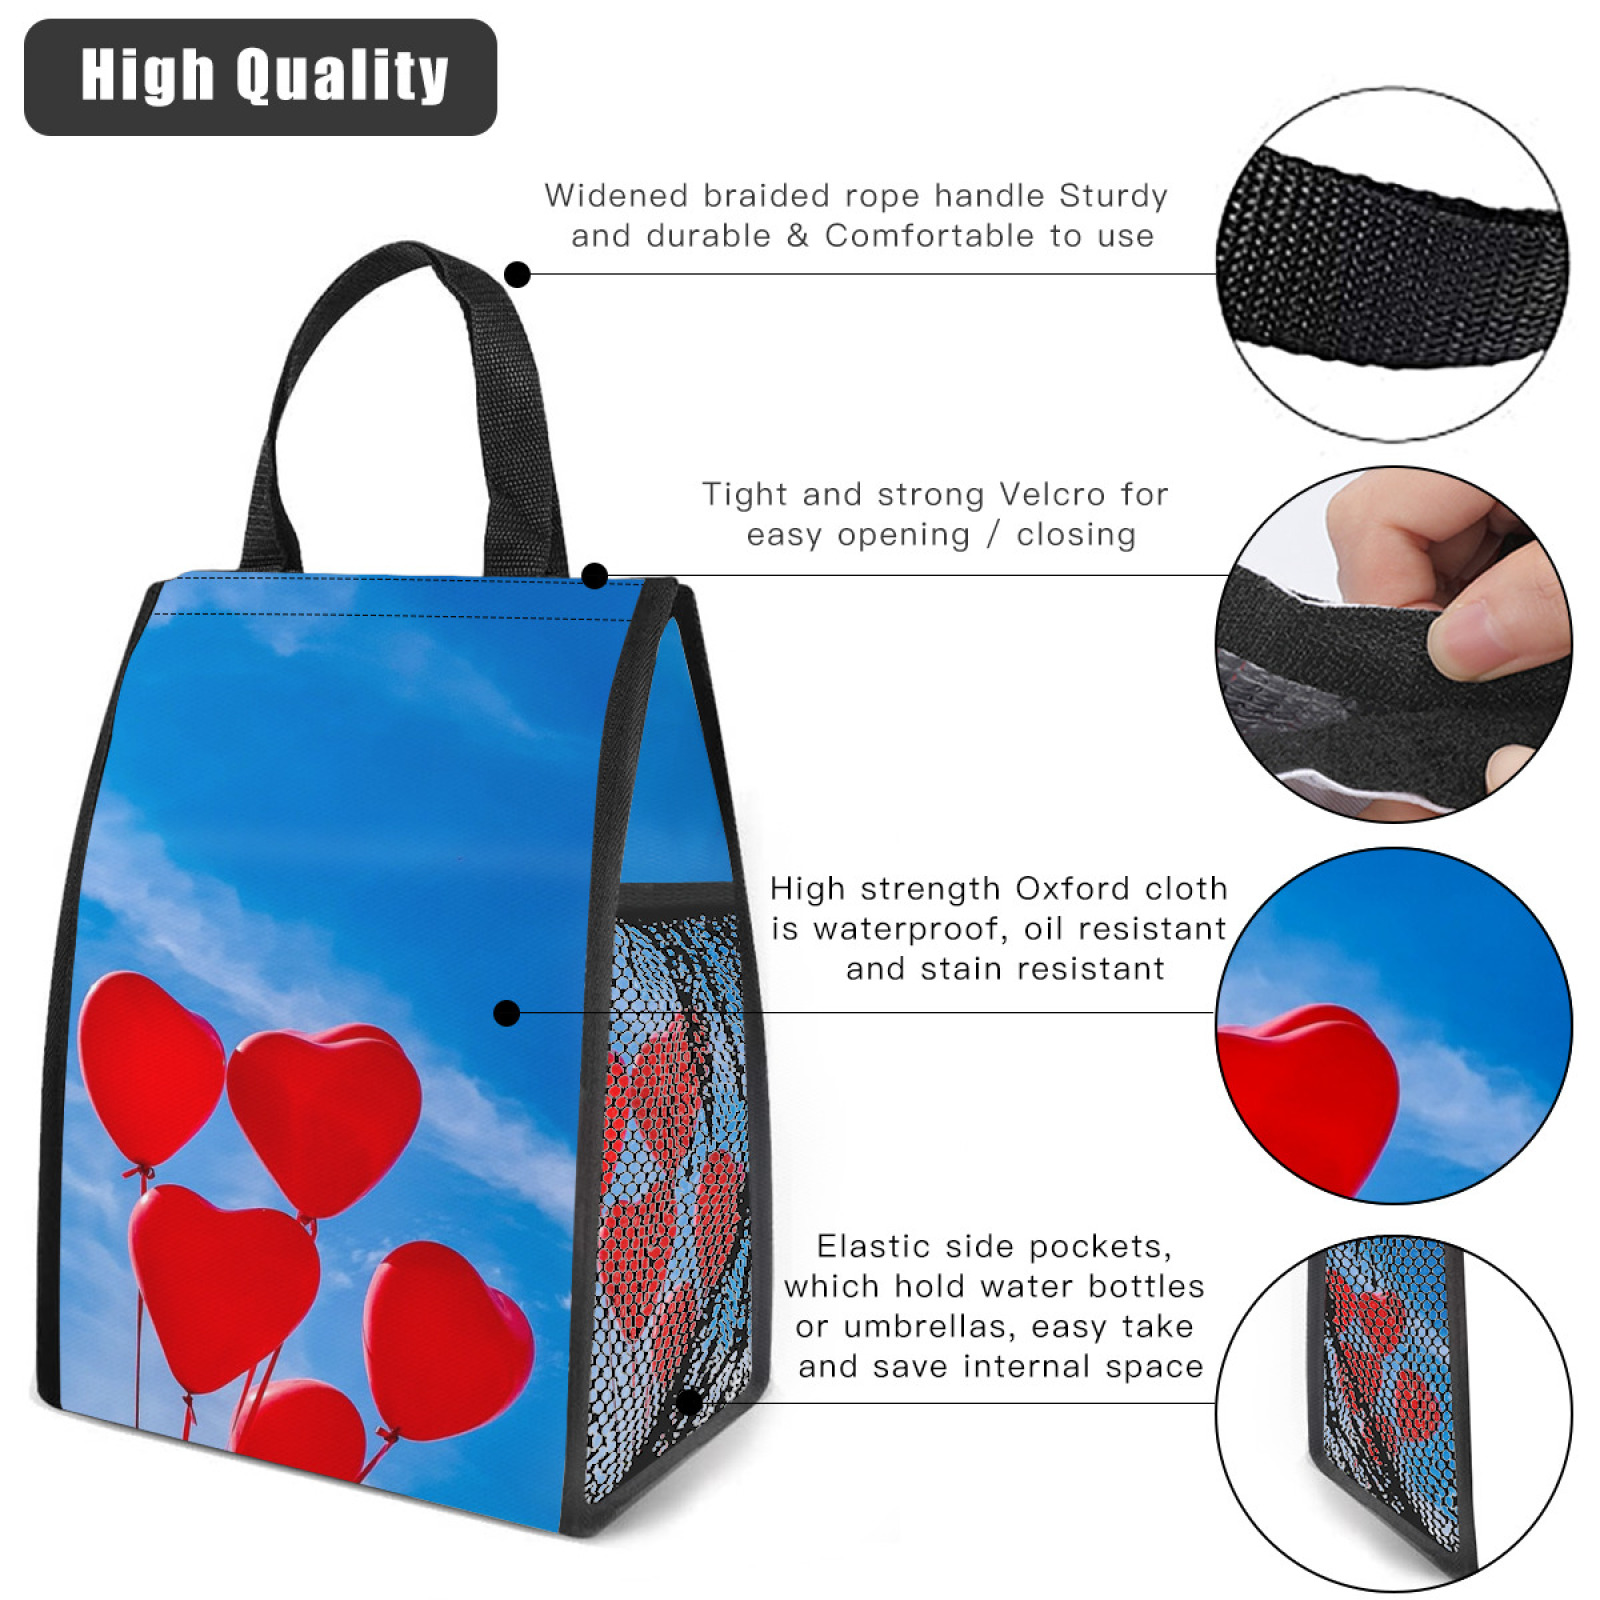 High Quality
Widened braided rope handle Sturdy
and durable & Comfortable to use
Tight and strong Velcro for
easy opening / closing
High strength Oxford cloth
is waterproof, oil resistant
and stain resistant
Elastic side pockets,
which hold water bottles
or umbrellas, easy take
and save internal space